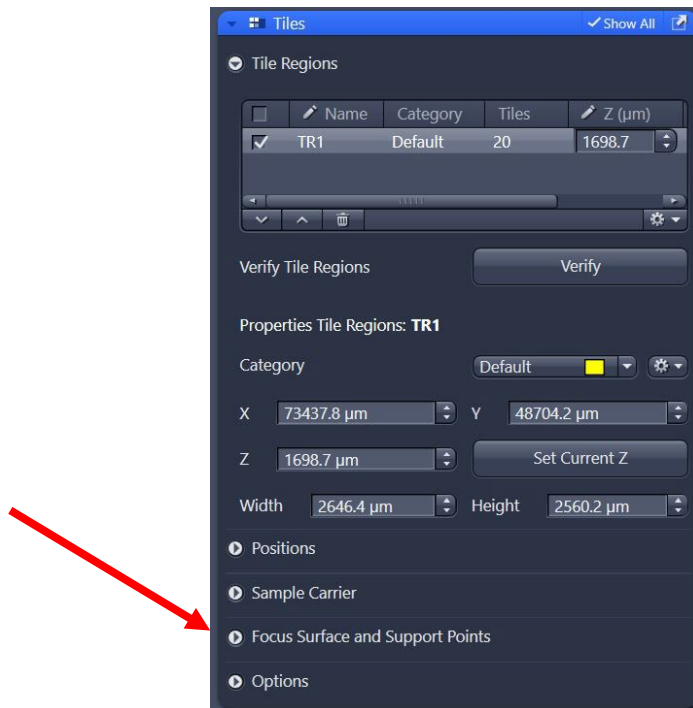 Tiles Show All
Tile Regions
Name Category Tiles Z (µm)
TR1 Default 20 1698.7
Verify Tile Regions Verify
Properties Tile Regions: TR1
Category Default
X 73437.8 µm Y 48704.2 µm
Z 1698.7 µm Set Current Z
Width 2646.4 µm Height 2560.2 µm
Positions
Sample Carrier
Focus Surface and Support Points
Options